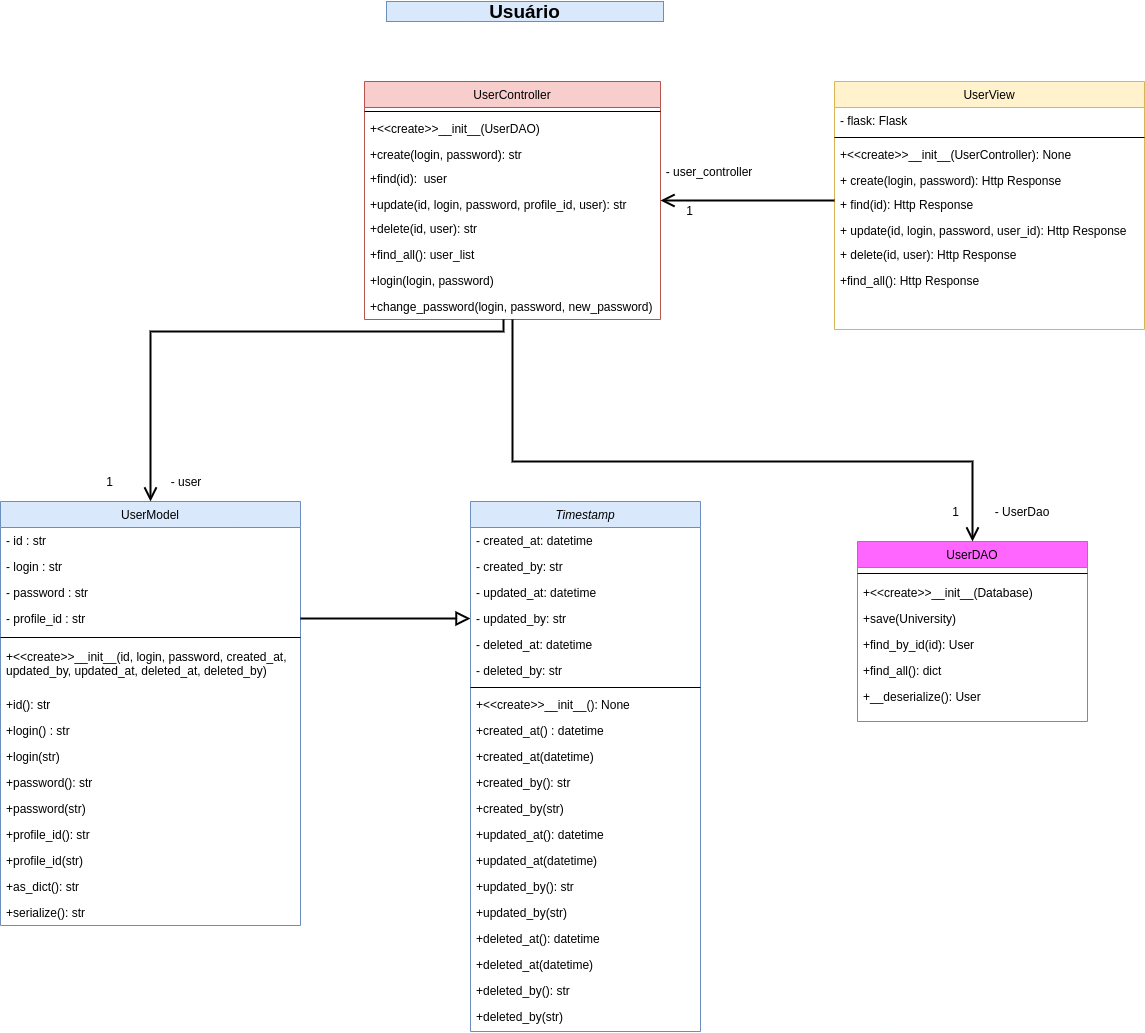 Usuário
UserController
+<<create>>__init__(UserDAO)
+create(login, password): str
+find(id):  user
+update(id, login, password, profile_id, user): str
+delete(id, user): str
+find_all(): user_list
+login(login, password)
+change_password(login, password, new_password)
- user_controller
1
UserView
- flask: Flask
+<<create>>__init__(UserController): None
+ create(login, password): Http Response
+ find(id): Http Response
+ update(id, login, password, user_id): Http Response
+ delete(id, user): Http Response
+find_all(): Http Response
1
- user
UserModel
- id : str
- login : str
- password : str
- profile_id : str
+<<create>>__init__(id, login, password, created_at,
updated_by, updated_at, deleted_at, deleted_by)
+id(): str
+login() : str
+login(str)
+password(): str
+password(str)
+profile_id(): str
+profile_id(str)
+as_dict(): str
+serialize(): str
Timestamp
- created_at: datetime
- created_by: str
- updated_at: datetime
- updated_by: str
- deleted_at: datetime
- deleted_by: str
+<<create>>__init__(): None
+created_at() : datetime
+created_at(datetime)
+created_by(): str
+created_by(str)
+updated_at(): datetime
+updated_at(datetime)
+updated_by(): str
+updated_by(str)
+deleted_at(): datetime
+deleted_at(datetime)
+deleted_by(): str
+deleted_by(str)
1
- UserDao
UserDAO
+<<create>>__init__(Database)
+save(University)
+find_by_id(id): User
+find_all(): dict
+__deserialize(): User